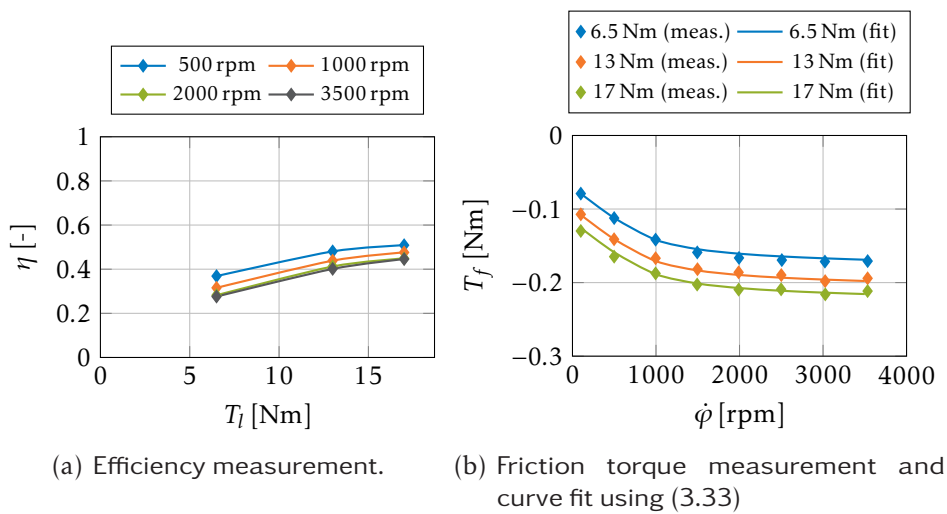 500 rpm 1000 rpm
2000 rpm 3500 rpm
1
0.8
0.6
0.4
0.2
0
0 5 10 15
η [-]
T_l [Nm]
(a) Efficiency measurement.
6.5 Nm (meas.) 6.5 Nm (fit)
13 Nm (meas.) 13 Nm (fit)
17 Nm (meas.) 17 Nm (fit)
0
−0.1
−0.2
−0.3
0 1000 2000 3000 4000
T_f [Nm]
φ̇ [rpm]
(b) Friction torque measurement and
curve fit using (3.33)